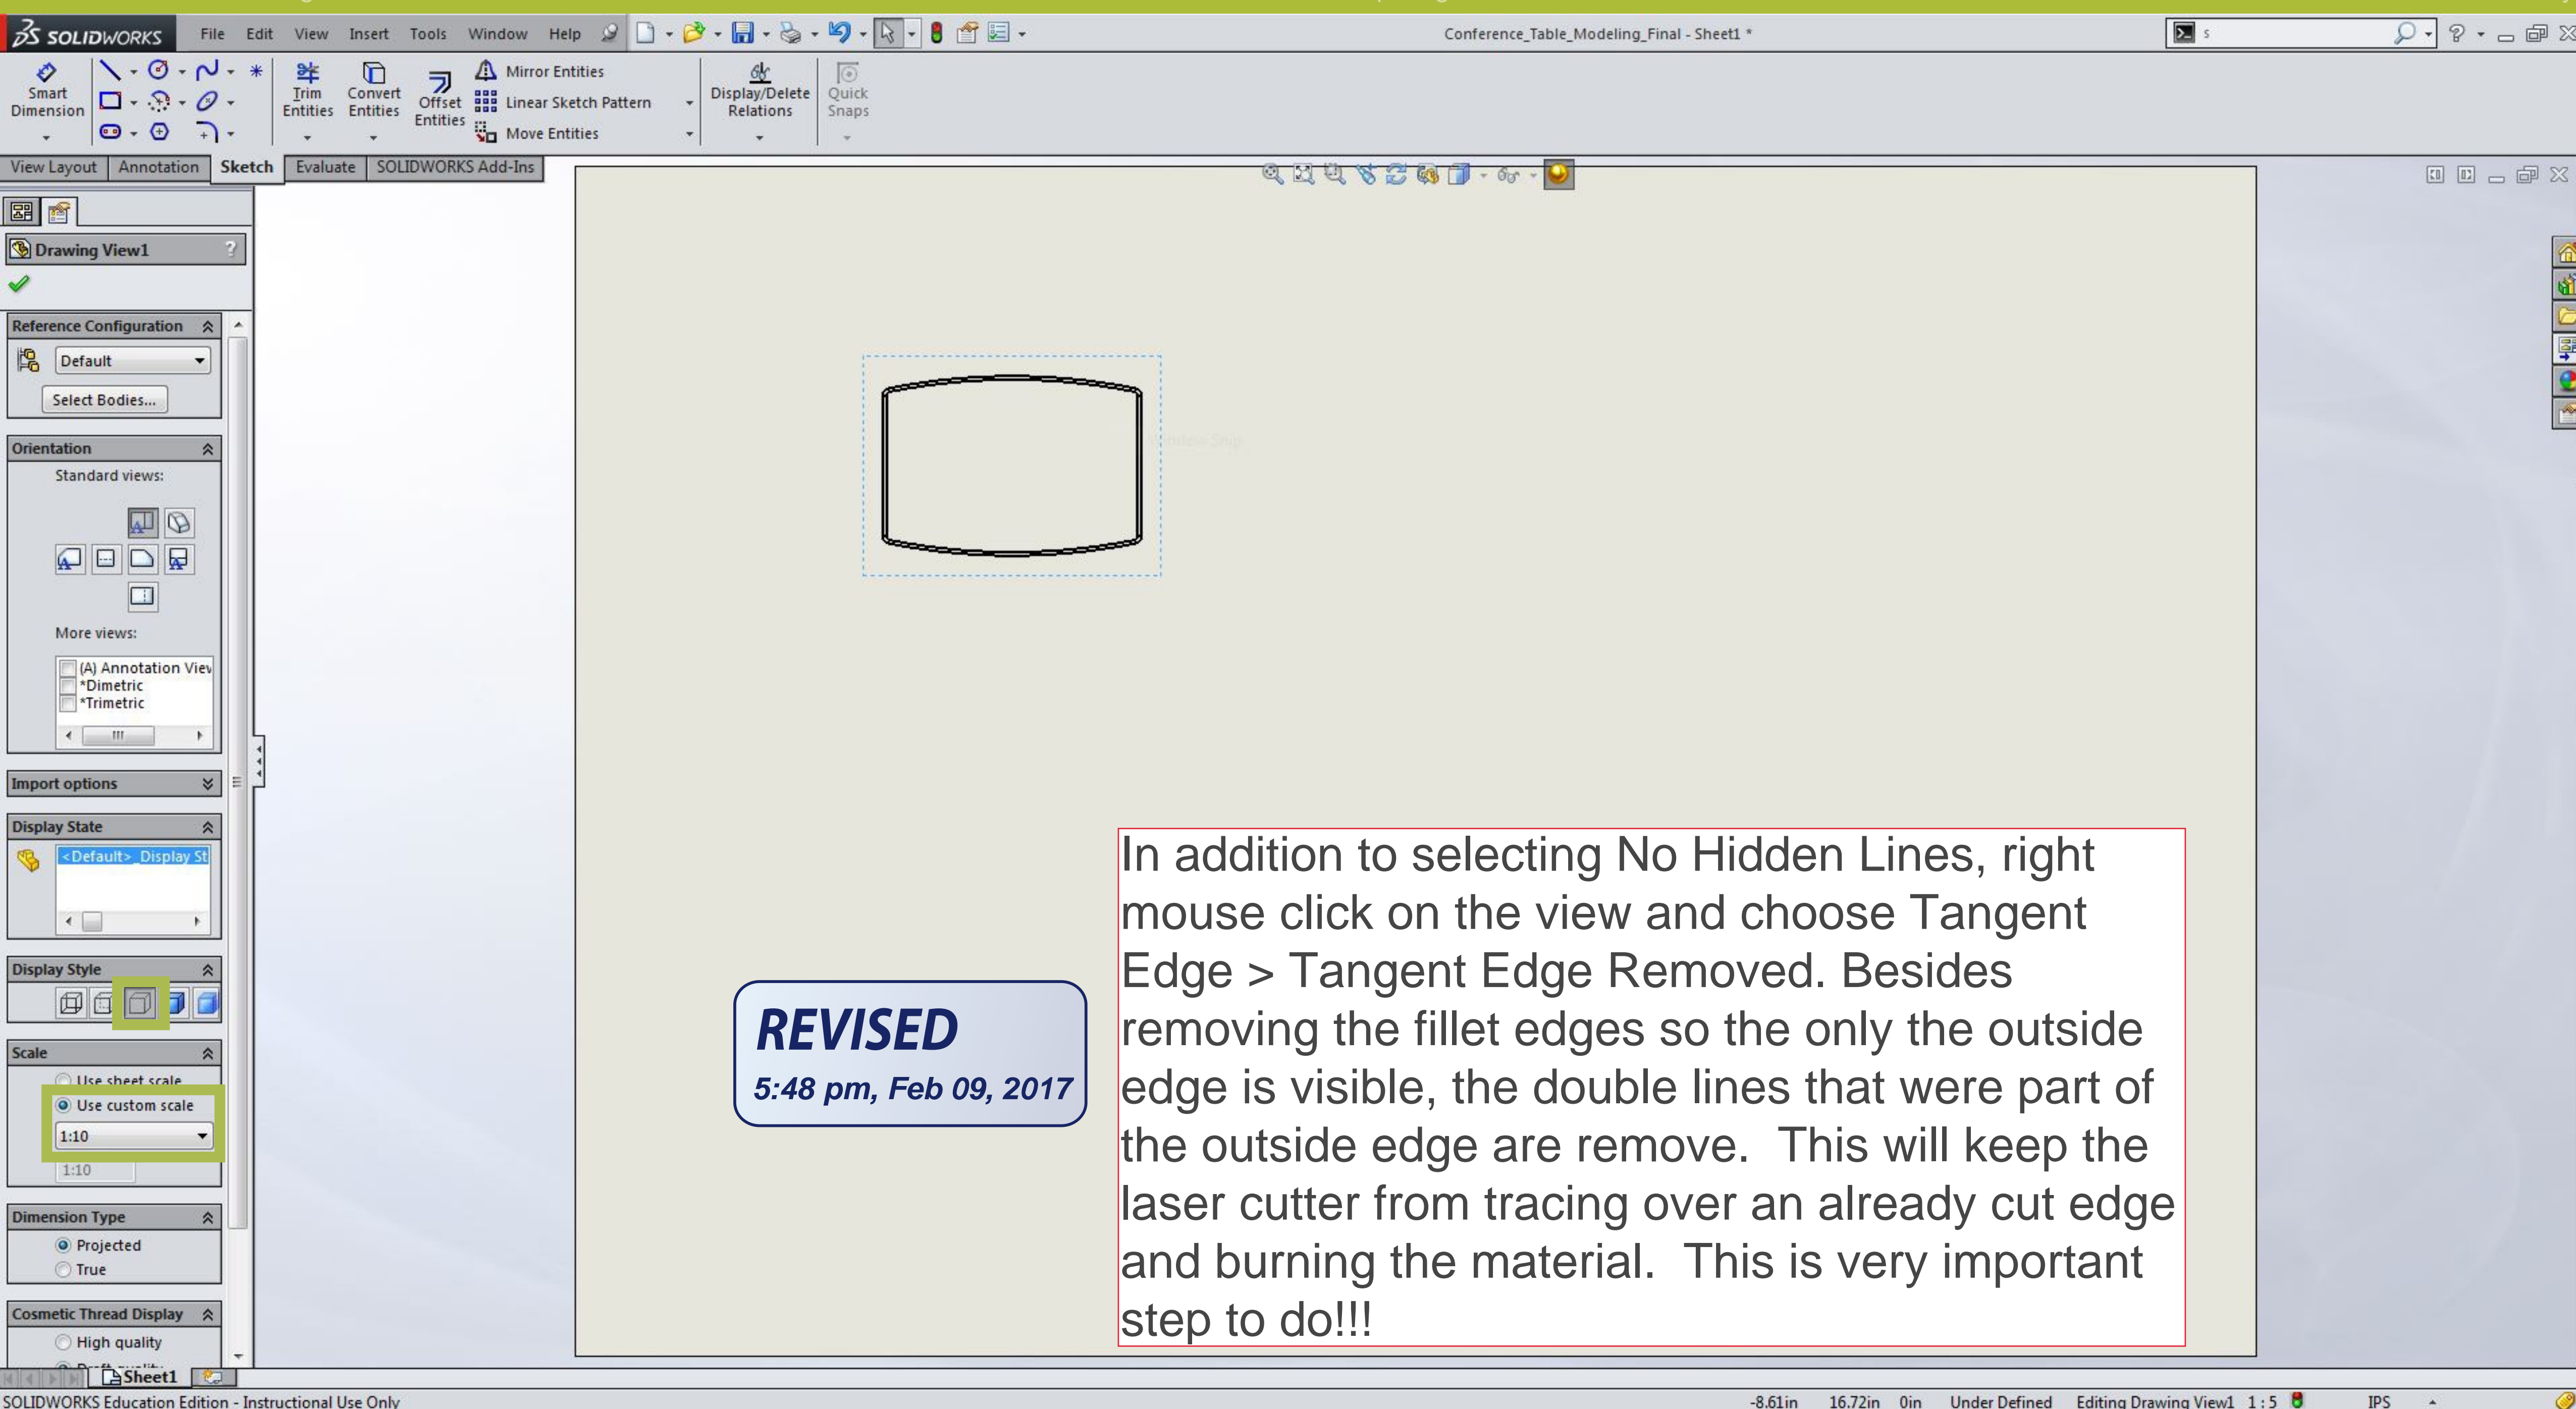 SOLIDWORKS File Edit View Insert Tools Window Help Conference_Table_Modeling_Final - Sheet1 * s
Smart Dimension
Trim Entities
Convert Entities
Offset Entities
Mirror Entities
Linear Sketch Pattern
Move Entities
Display/Delete Relations
Quick Snaps
View Layout Annotation Sketch Evaluate SOLIDWORKS Add-Ins
Drawing View1 ?
Reference Configuration
Default
Select Bodies...
Orientation
Standard views:
More views:
(A) Annotation View
*Dimetric
*Trimetric
Import options
Display State
<Default>_Display St
Display Style
Scale
Use sheet scale
Use custom scale
1:10
1:10
Dimension Type
Projected
True
Cosmetic Thread Display
High quality
Draft quality
REVISED
5:48 pm, Feb 09, 2017
In addition to selecting No Hidden Lines, right
mouse click on the view and choose Tangent
Edge > Tangent Edge Removed. Besides
removing the fillet edges so the only the outside
edge is visible, the double lines that were part of
the outside edge are remove.  This will keep the
laser cutter from tracing over an already cut edge
and burning the material.  This is very important
step to do!!!
Sheet1
SOLIDWORKS Education Edition - Instructional Use Only -8.61in 16.72in 0in Under Defined Editing Drawing View1 1 : 5 IPS